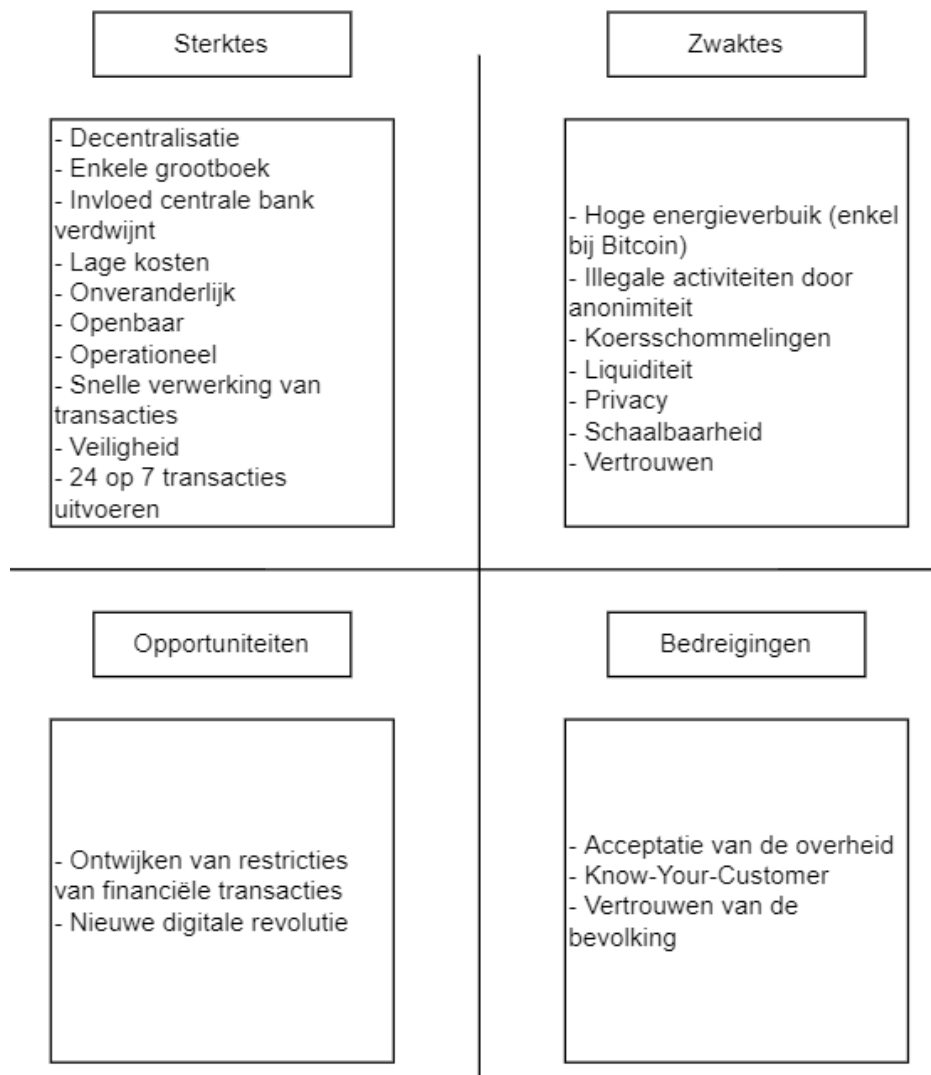 Sterktes
- Decentralisatie
- Enkele grootboek
- Invloed centrale bank
verdwijnt
- Lage kosten
- Onveranderlijk
- Openbaar
- Operationeel
- Snelle verwerking van
transacties
- Veiligheid
- 24 op 7 transacties
uitvoeren
Zwaktes
- Hoge energieverbuik (enkel
bij Bitcoin)
- Illegale activiteiten door
anonimiteit
- Koersschommelingen
- Liquiditeit
- Privacy
- Schaalbaarheid
- Vertrouwen
Opportuniteiten
- Ontwijken van restricties
van financiële transacties
- Nieuwe digitale revolutie
Bedreigingen
- Acceptatie van de overheid
- Know-Your-Customer
- Vertrouwen van de
bevolking